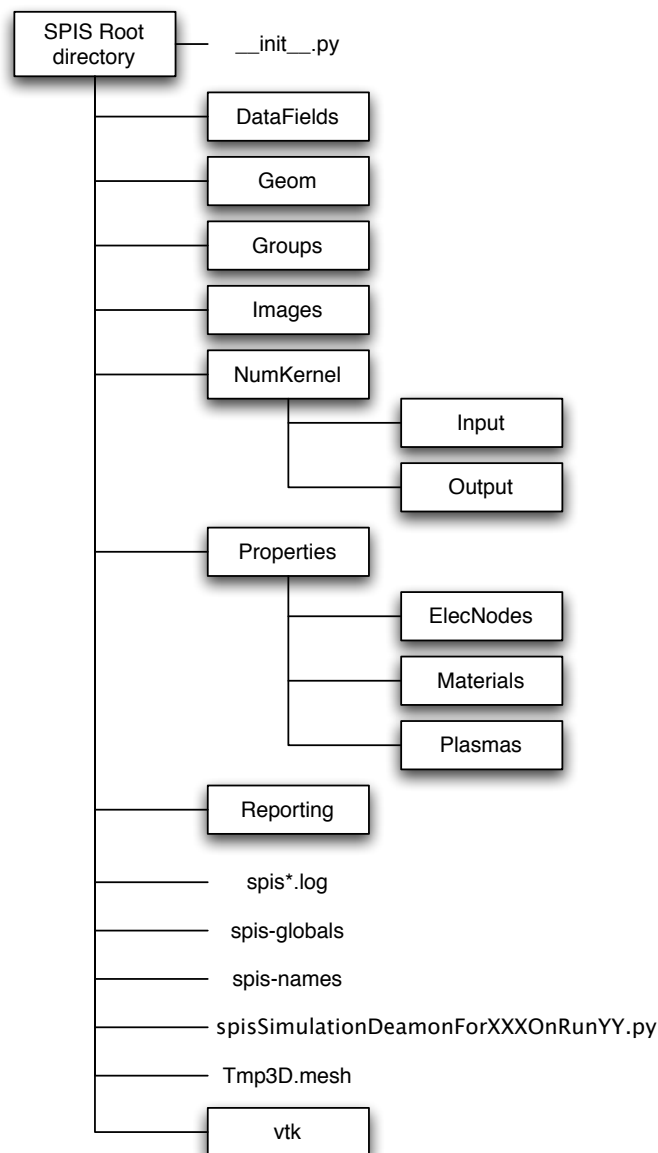 SPIS Root
directory
__init__.py
DataFields
Geom
Groups
Images
NumKernel
Input
Output
Properties
ElecNodes
Materials
Plasmas
Reporting
spis*.log
spis-globals
spis-names
spisSimulationDeamonForXXXOnRunYY.py
Tmp3D.mesh
vtk